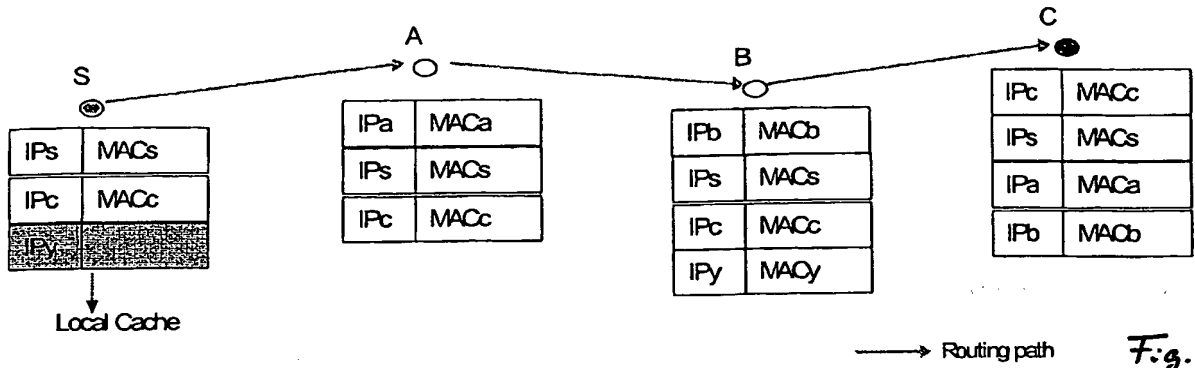 S
IPs MACs
IPc MACc
IPy
Local Cache
A
IPa MACa
IPs MACs
IPc MACc
B
IPb MACb
IPs MACs
IPc MACc
IPy MACy
C
IPc MACc
IPs MACs
IPa MACa
IPb MACb
Routing path
Fig.